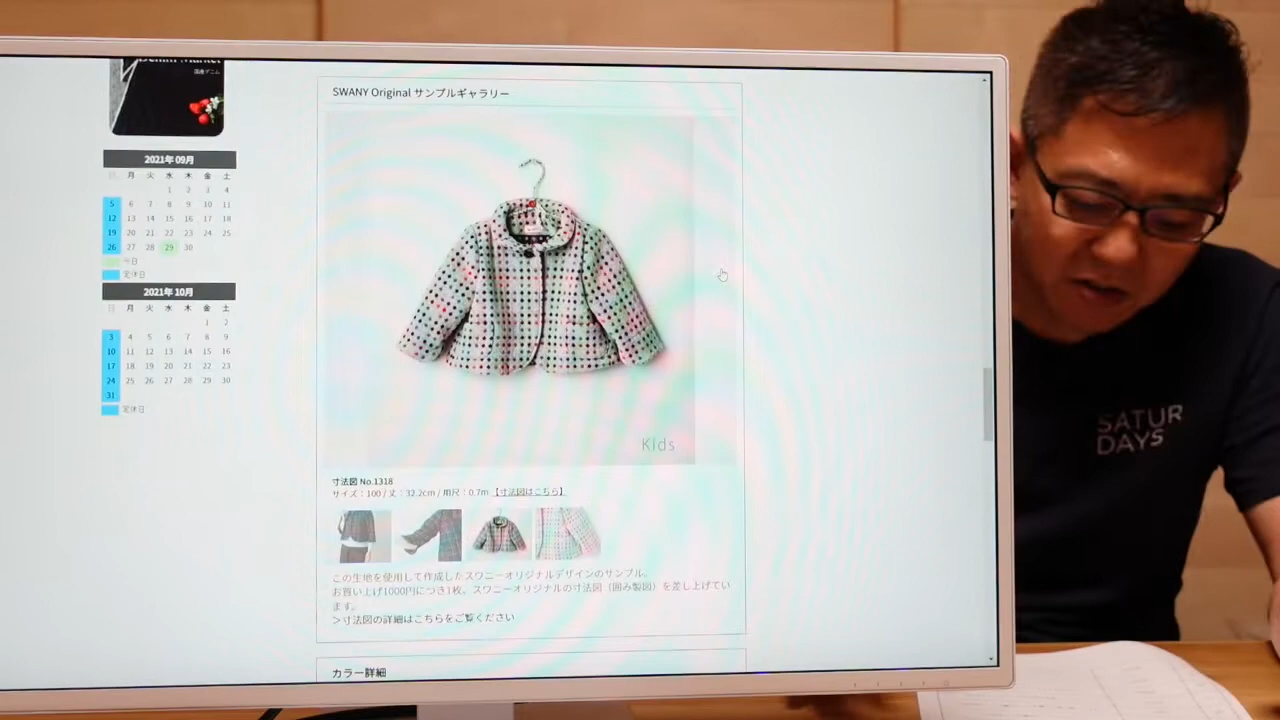 Denim Market
国産デニム
2021年 09月
日 月 火 水 木 金 土
1 2 3 4
5 6 7 8 9 10 11
12 13 14 15 16 17 18
19 20 21 22 23 24 25
26 27 28 29 30
今日
定休日
2021年 10月
日 月 火 水 木 金 土
1 2
3 4 5 6 7 8 9
10 11 12 13 14 15 16
17 18 19 20 21 22 23
24 25 26 27 28 29 30
31
定休日
SWANY Original サンプルギャラリー
Kids
寸法図 No.1318
サイズ：100 / 丈：32.2cm / 用尺：0.7m 【寸法図はこちら】
この生地を使用して作成したスワニーオリジナルデザインのサンプル。
お買い上げ1000円につき1枚。スワニーオリジナルの寸法図（囲み製図）を差し上げてい
ます。
＞寸法図の詳細はこちらをご覧ください
カラー詳細
SATUR
DAYS